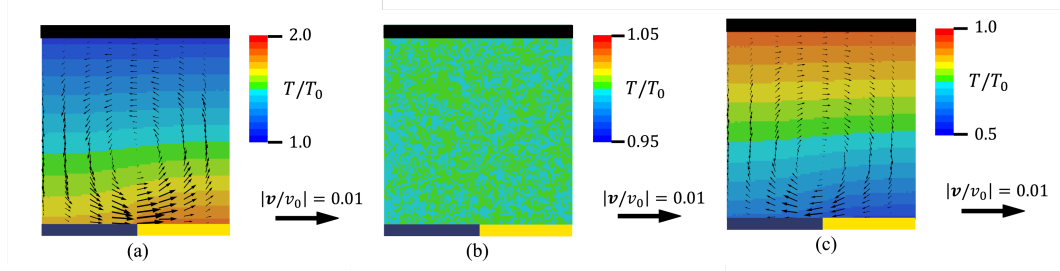 2.0
T/T₀
1.0
|v/v₀| = 0.01
(a)
1.05
T/T₀
0.95
|v/v₀| = 0.01
(b)
1.0
T/T₀
0.5
|v/v₀| = 0.01
(c)